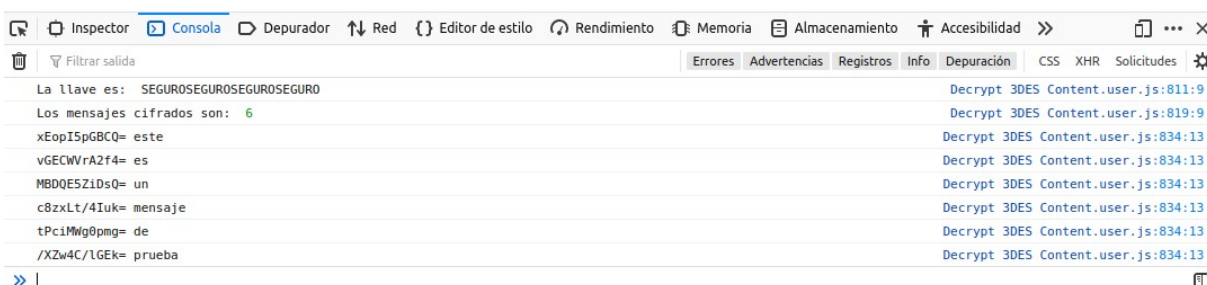 Inspector Consola Depurador Red Editor de estilo Rendimiento Memoria Almacenamiento Accesibilidad
Filtrar salida Errores Advertencias Registros Info Depuración CSS XHR Solicitudes
La llave es: SEGUROSEGUROSEGUROSEGURO Decrypt 3DES Content.user.js:811:9
Los mensajes cifrados son: 6 Decrypt 3DES Content.user.js:819:9
xEopI5pGBCQ= este Decrypt 3DES Content.user.js:834:13
vGECWVrA2f4= es Decrypt 3DES Content.user.js:834:13
MBDQE5ZiDsQ= un Decrypt 3DES Content.user.js:834:13
c8zxLt/4Iuk= mensaje Decrypt 3DES Content.user.js:834:13
tPciMWg0pmg= de Decrypt 3DES Content.user.js:834:13
/XZw4C/lGEk= prueba Decrypt 3DES Content.user.js:834:13